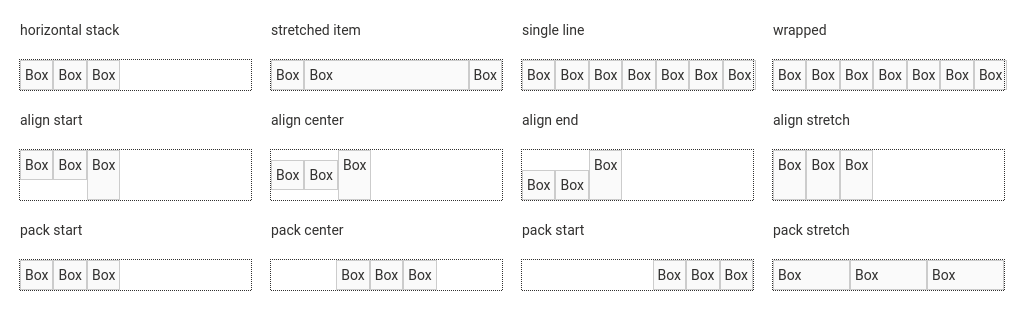 horizontal stack
stretched item
single line
wrapped
Box Box Box
Box Box Box
Box Box Box Box Box Box Box
Box Box Box Box Box Box Box
align start
align center
align end
align stretch
Box Box Box
Box Box Box
Box Box Box
Box Box Box
pack start
pack center
pack start
pack stretch
Box Box Box
Box Box Box
Box Box Box
Box Box Box